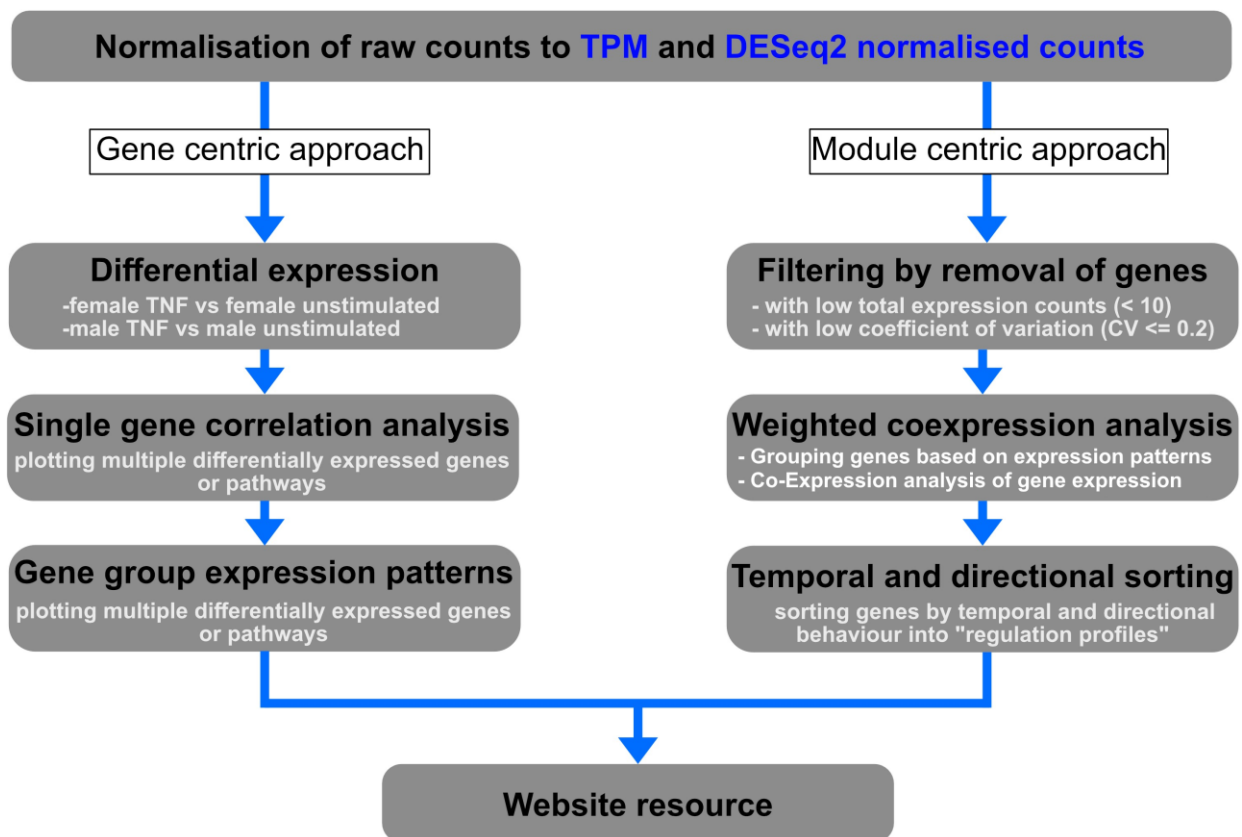 Normalisation of raw counts to TPM and DESeq2 normalised counts
Gene centric approach
Differential expression
-female TNF vs female unstimulated
-male TNF vs male unstimulated
Single gene correlation analysis
plotting multiple differentially expressed genes
or pathways
Gene group expression patterns
plotting multiple differentially expressed genes
or pathways
Module centric approach
Filtering by removal of genes
- with low total expression counts (< 10)
- with low coefficient of variation (CV <= 0.2)
Weighted coexpression analysis
- Grouping genes based on expression patterns
- Co-Expression analysis of gene expression
Temporal and directional sorting
sorting genes by temporal and directional
behaviour into "regulation profiles"
Website resource